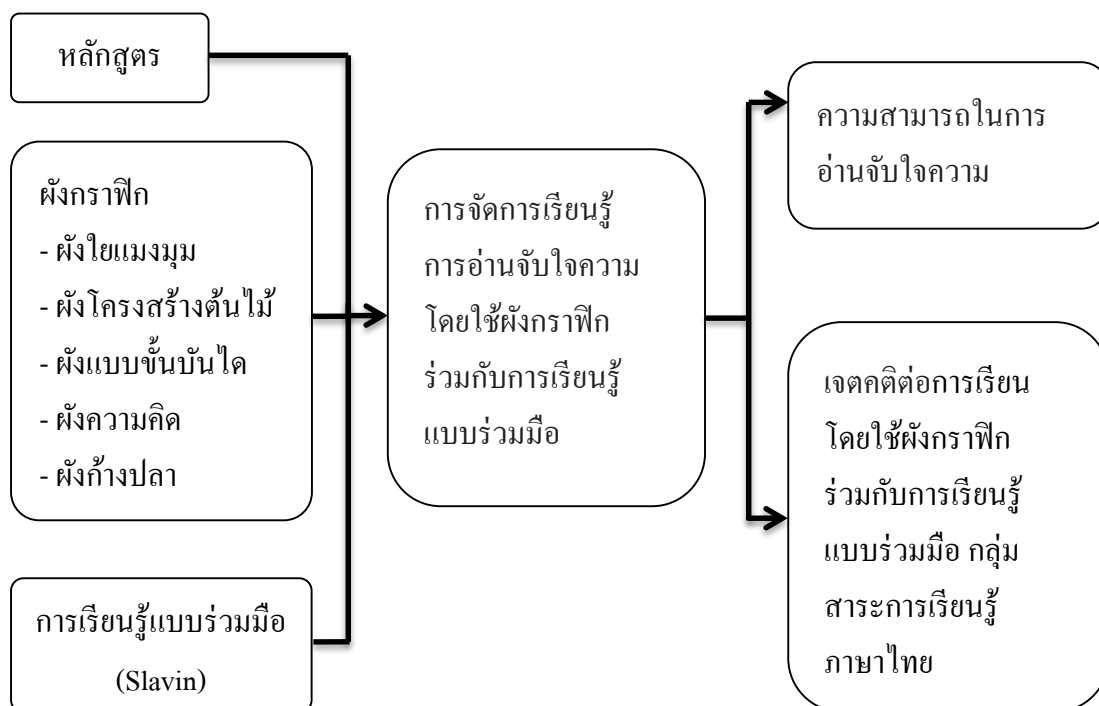 หลักสูตร
ผังกราฟิก
- ผังใยแมงมุม
- ผังโครงสร้างต้นไม้
- ผังแบบขั้นบันได
- ผังความคิด
- ผังก้างปลา
การเรียนรู้แบบร่วมมือ
(Slavin)
การจัดการเรียนรู้
การอ่านจับใจความ
โดยใช้ผังกราฟิก
ร่วมกับการเรียนรู้
แบบร่วมมือ
ความสามารถในการ
อ่านจับใจความ
เจตคติต่อการเรียน
โดยใช้ผังกราฟิก
ร่วมกับการเรียนรู้
แบบร่วมมือ กลุ่ม
สาระการเรียนรู้
ภาษาไทย